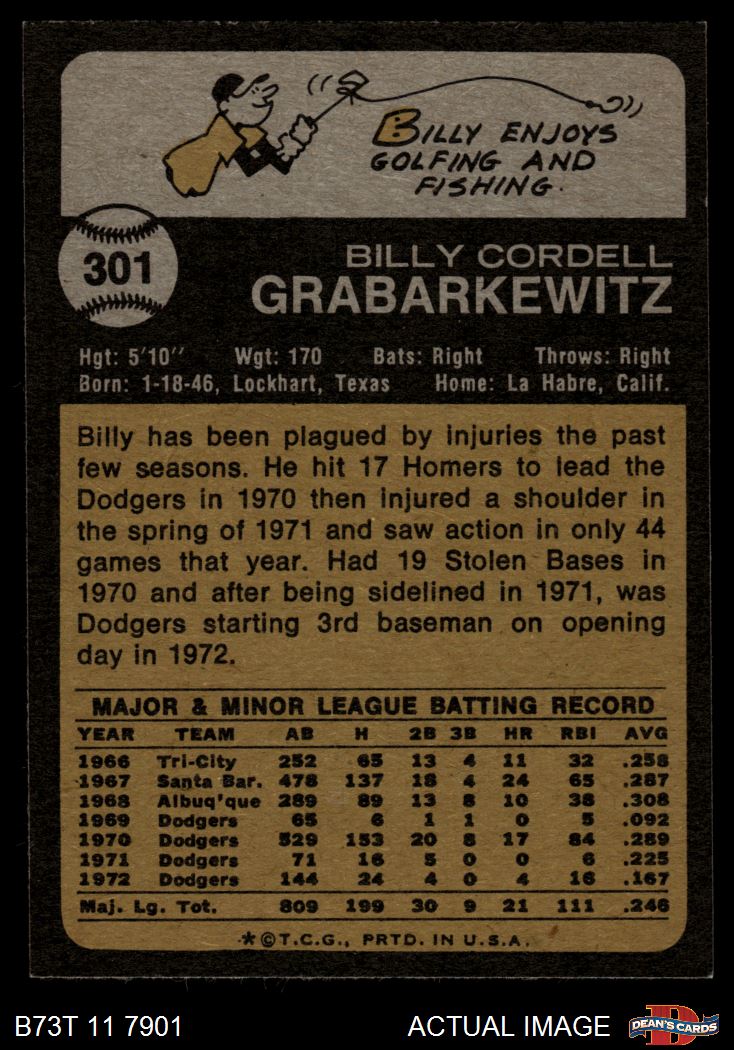 BILLY ENJOYS
GOLFING AND
FISHING.
301
BILLY CORDELL
GRABARKEWITZ
Hgt: 5'10" Wgt: 170 Bats: Right Throws: Right
Born: 1-18-46, Lockhart, Texas Home: La Habre, Calif.
Billy has been plagued by injuries the past
few seasons. He hit 17 Homers to lead the
Dodgers in 1970 then injured a shoulder in
the spring of 1971 and saw action in only 44
games that year. Had 19 Stolen Bases in
1970 and after being sidelined in 1971, was
Dodgers starting 3rd baseman on opening
day in 1972.
MAJOR & MINOR LEAGUE BATTING RECORD
YEAR TEAM AB H 2B 3B HR RBI AVG
1966 Tri-City 252 65 13 4 11 32 .258
1967 Santa Bar. 478 137 18 4 24 65 .287
1968 Albuq'que 289 89 13 8 10 38 .308
1969 Dodgers 65 6 1 1 0 5 .092
1970 Dodgers 529 153 20 8 17 84 .289
1971 Dodgers 71 16 5 0 0 6 .225
1972 Dodgers 144 24 4 0 4 16 .167
Maj. Lg. Tot. 809 199 30 9 21 111 .246
*©T.C.G., PRTD. IN U.S.A.
B73T 11 7901 ACTUAL IMAGE DEAN'S CARDS